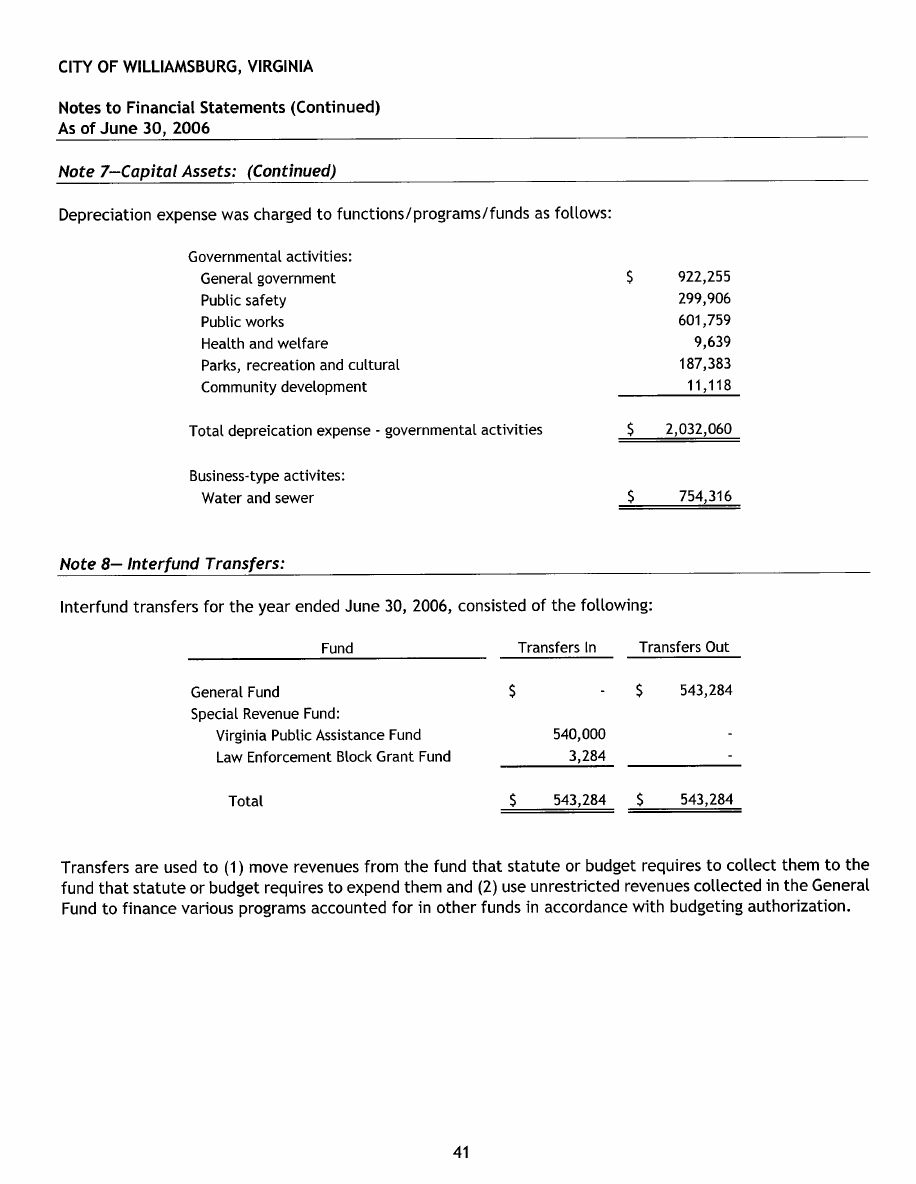 CITY OF WILLIAMSBURG, VIRGINIA
Notes to Financial Statements (Continued)
As of June 30, 2006
Note 7—Capital Assets: (Continued)
Depreciation expense was charged to functions/programs/funds as follows:
Governmental activities:
General government $ 922,255
Public safety 299,906
Public works 601,759
Health and welfare 9,639
Parks, recreation and cultural 187,383
Community development 11,118
Total depreication expense - governmental activities $ 2,032,060
Business-type activites:
Water and sewer $ 754,316
Note 8— Interfund Transfers:
Interfund transfers for the year ended June 30, 2006, consisted of the following:
Fund Transfers In Transfers Out
General Fund $ - $ 543,284
Special Revenue Fund:
Virginia Public Assistance Fund 540,000 -
Law Enforcement Block Grant Fund 3,284 -
Total $ 543,284 $ 543,284
Transfers are used to (1) move revenues from the fund that statute or budget requires to collect them to the
fund that statute or budget requires to expend them and (2) use unrestricted revenues collected in the General
Fund to finance various programs accounted for in other funds in accordance with budgeting authorization.
41